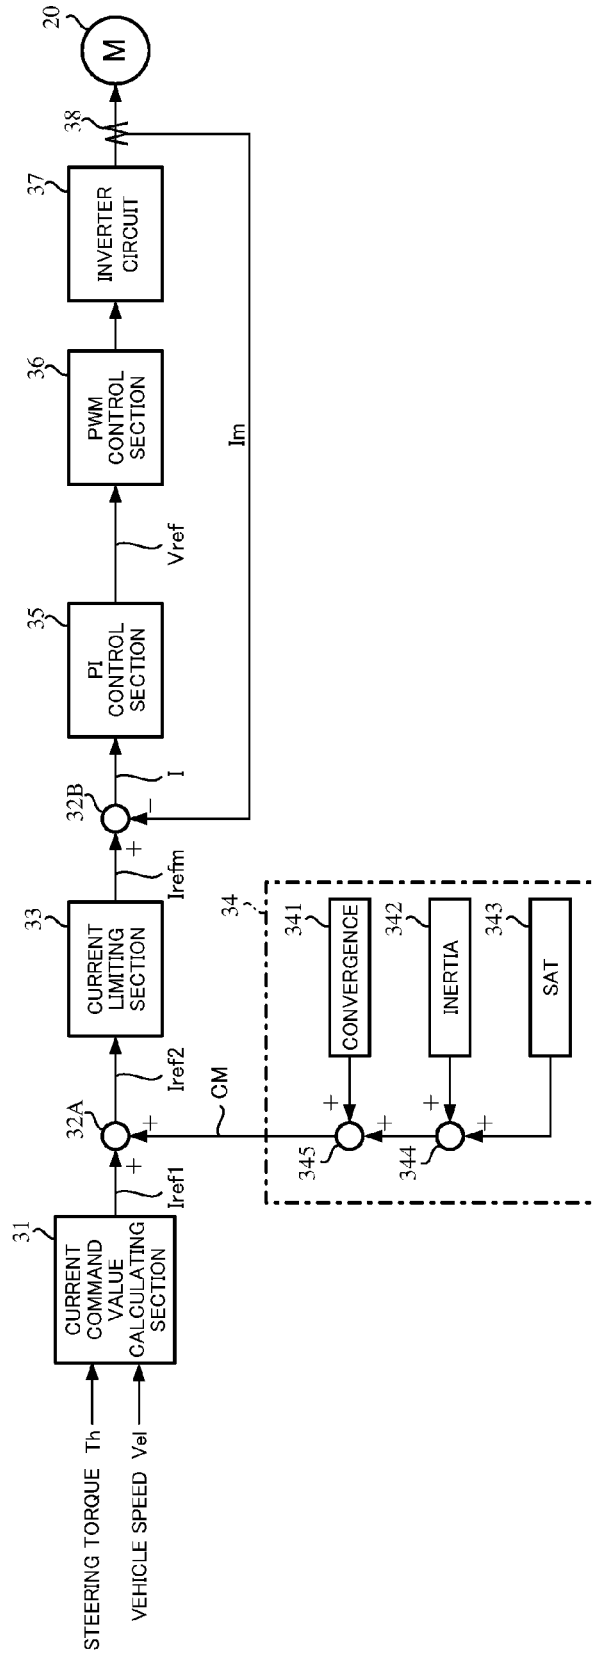 STEERING TORQUE Th
VEHICLE SPEED Vel
31
CURRENT
COMMAND
VALUE
CALCULATING
SECTION
Iref1
+
32A
+
Iref2
33
CURRENT
LIMITING
SECTION
Irefm
+
32B
−
I
35
PI
CONTROL
SECTION
Vref
36
PWM
CONTROL
SECTION
37
INVERTER
CIRCUIT
38
20
M
Im
CM
34
341
CONVERGENCE
+
345
+
342
INERTIA
+
344
+
343
SAT